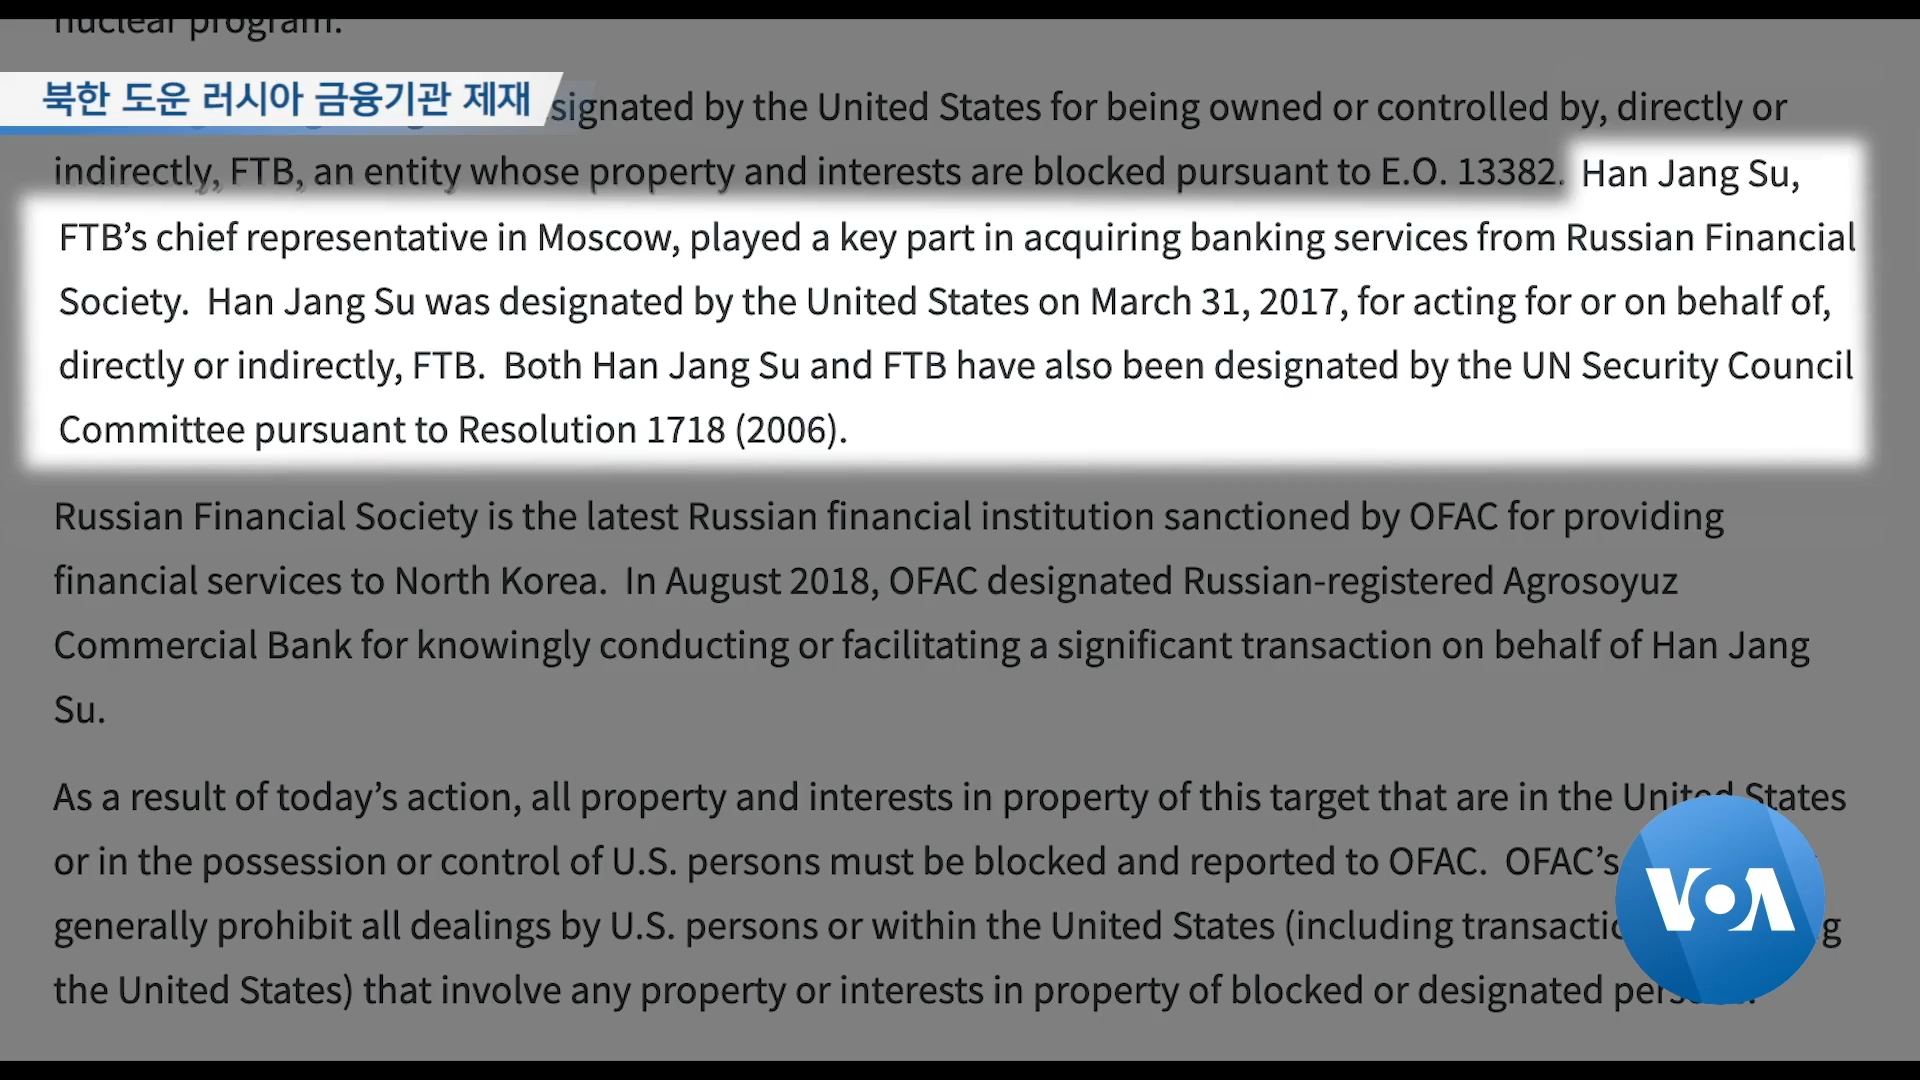 nuclear program.
북한 도운 러시아 금융기관 제재
signated by the United States for being owned or controlled by, directly or
indirectly, FTB, an entity whose property and interests are blocked pursuant to E.O. 13382. Han Jang Su,
FTB’s chief representative in Moscow, played a key part in acquiring banking services from Russian Financial
Society.  Han Jang Su was designated by the United States on March 31, 2017, for acting for or on behalf of,
directly or indirectly, FTB.  Both Han Jang Su and FTB have also been designated by the UN Security Council
Committee pursuant to Resolution 1718 (2006).
Russian Financial Society is the latest Russian financial institution sanctioned by OFAC for providing
financial services to North Korea.  In August 2018, OFAC designated Russian-registered Agrosoyuz
Commercial Bank for knowingly conducting or facilitating a significant transaction on behalf of Han Jang
Su.
As a result of today’s action, all property and interests in property of this target that are in the United States
or in the possession or control of U.S. persons must be blocked and reported to OFAC.  OFAC’s
generally prohibit all dealings by U.S. persons or within the United States (including
the United States) that involve any property or interests in property of blocked or designated
VOA